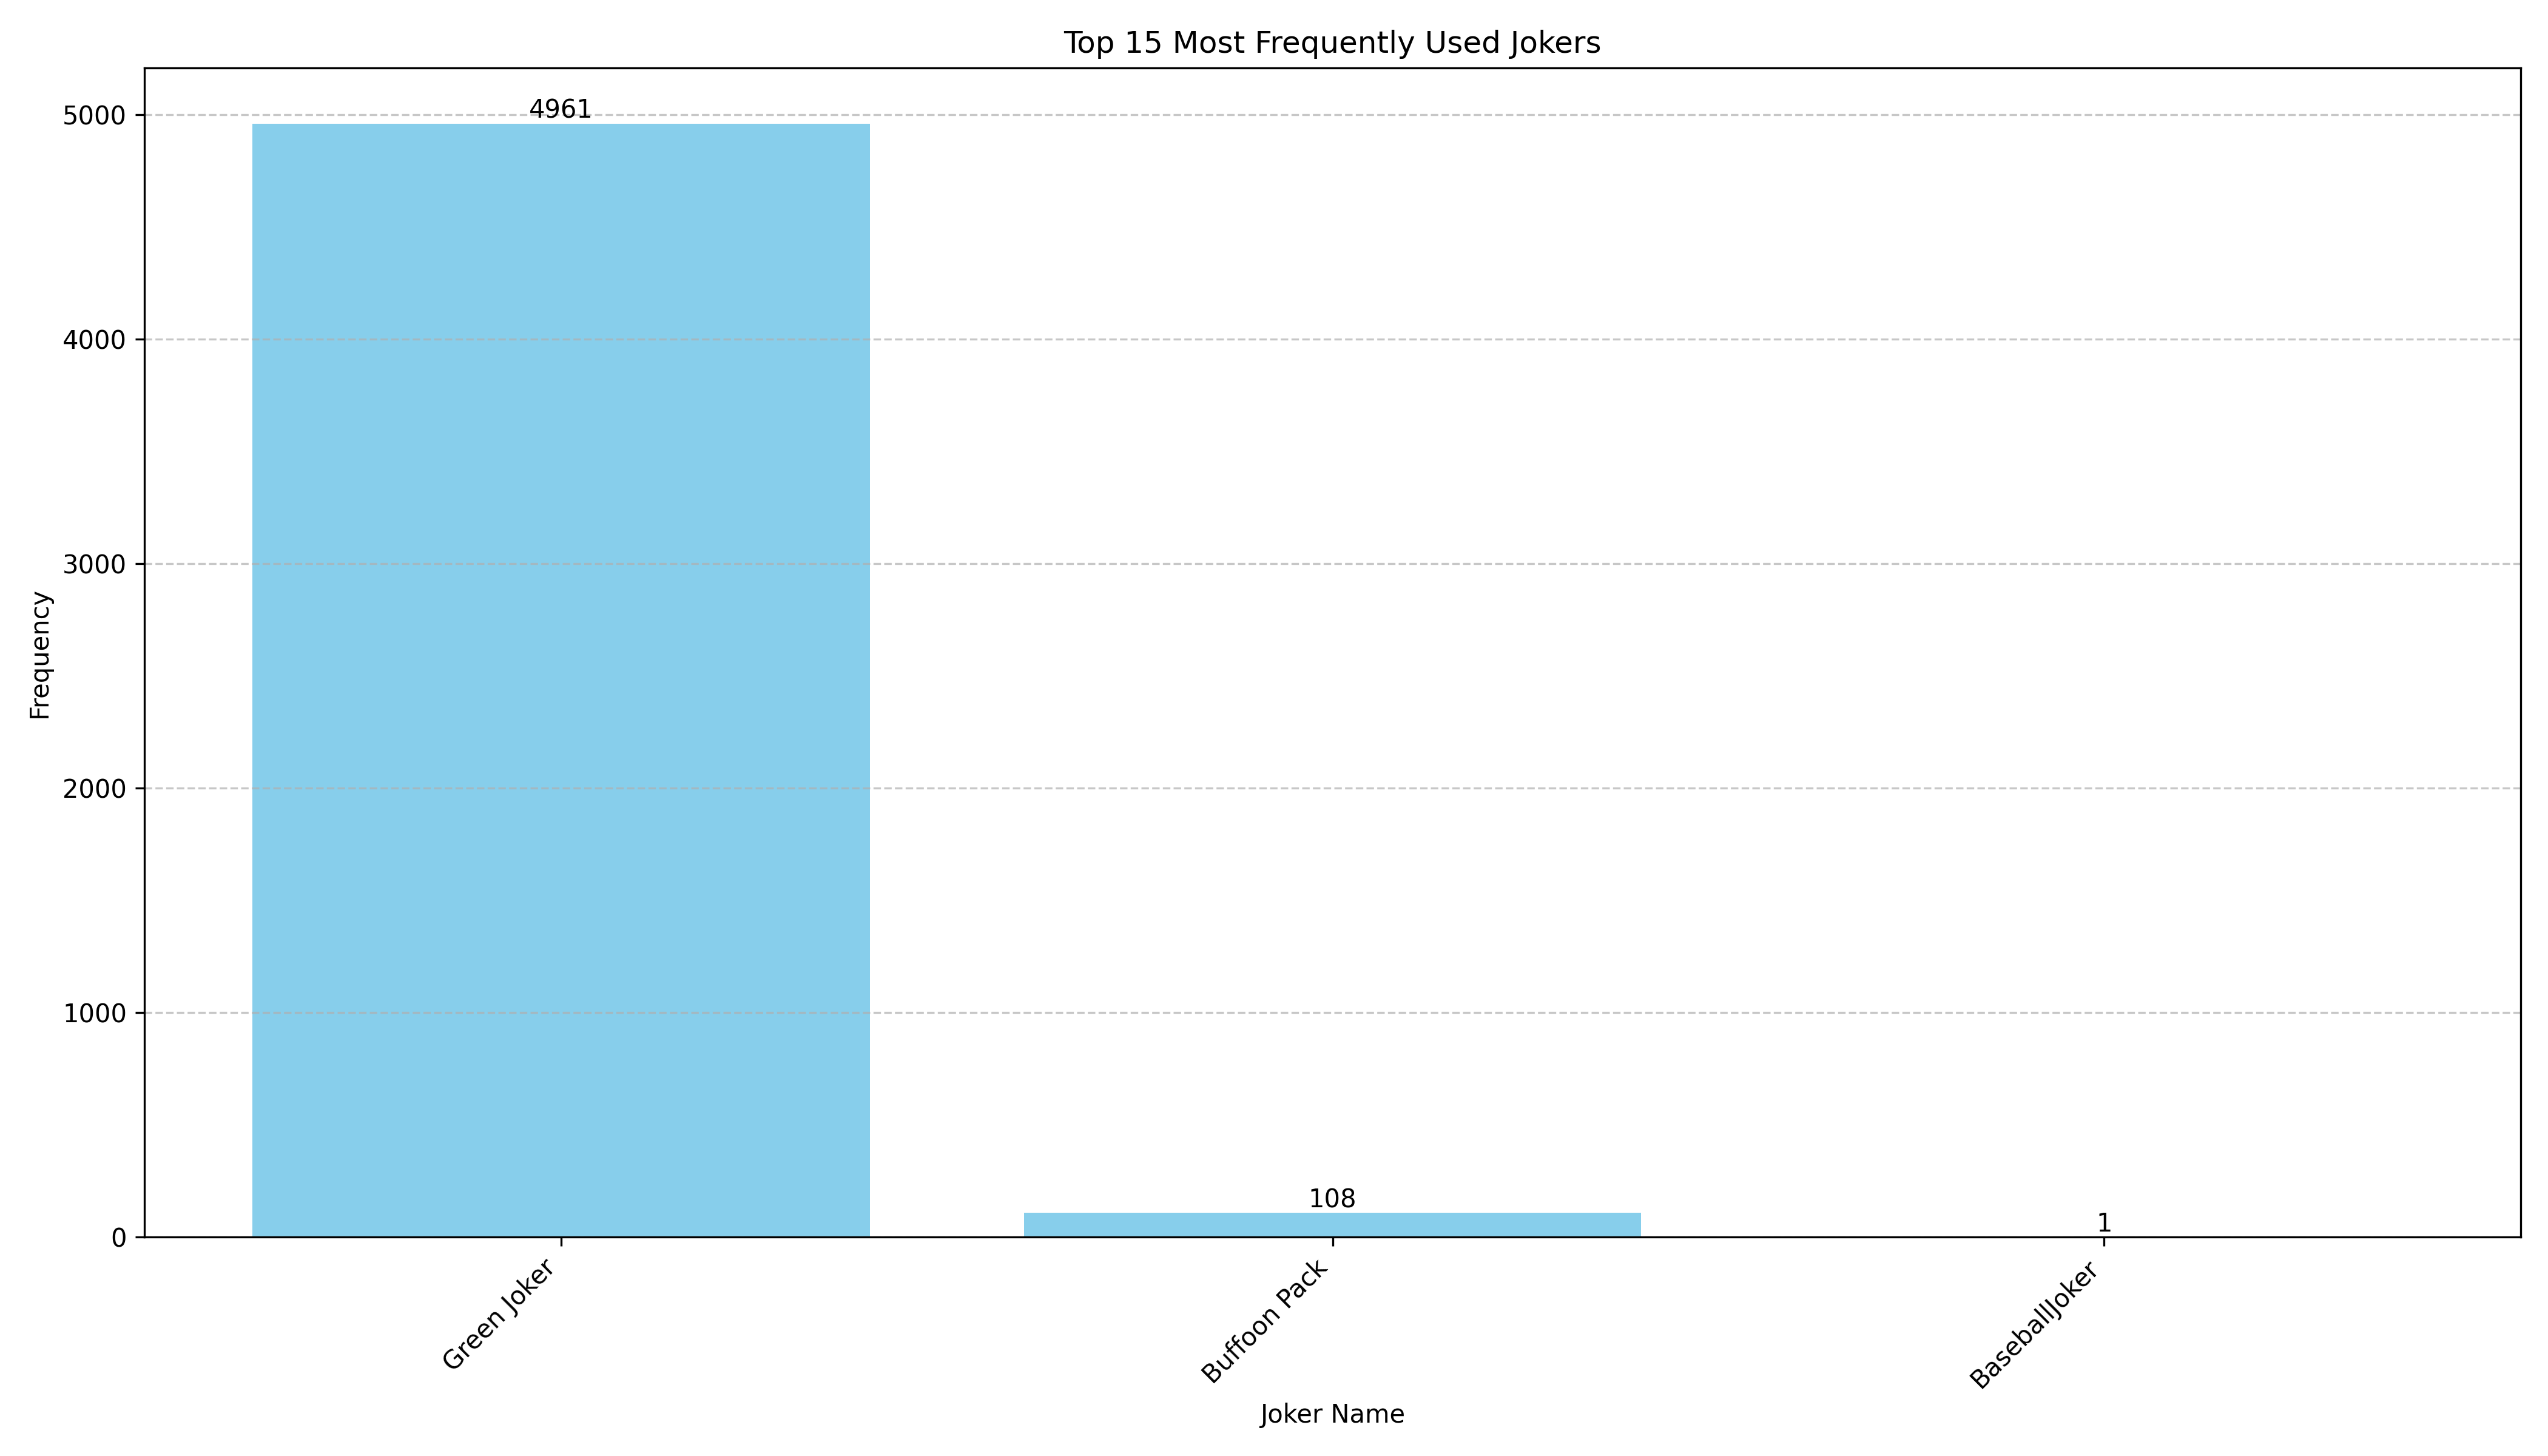 Top 15 Most Frequently Used Jokers
Frequency
5000
4000
3000
2000
1000
0
4961
108
1
Green Joker
Buffoon Pack
BaseballJoker
Joker Name